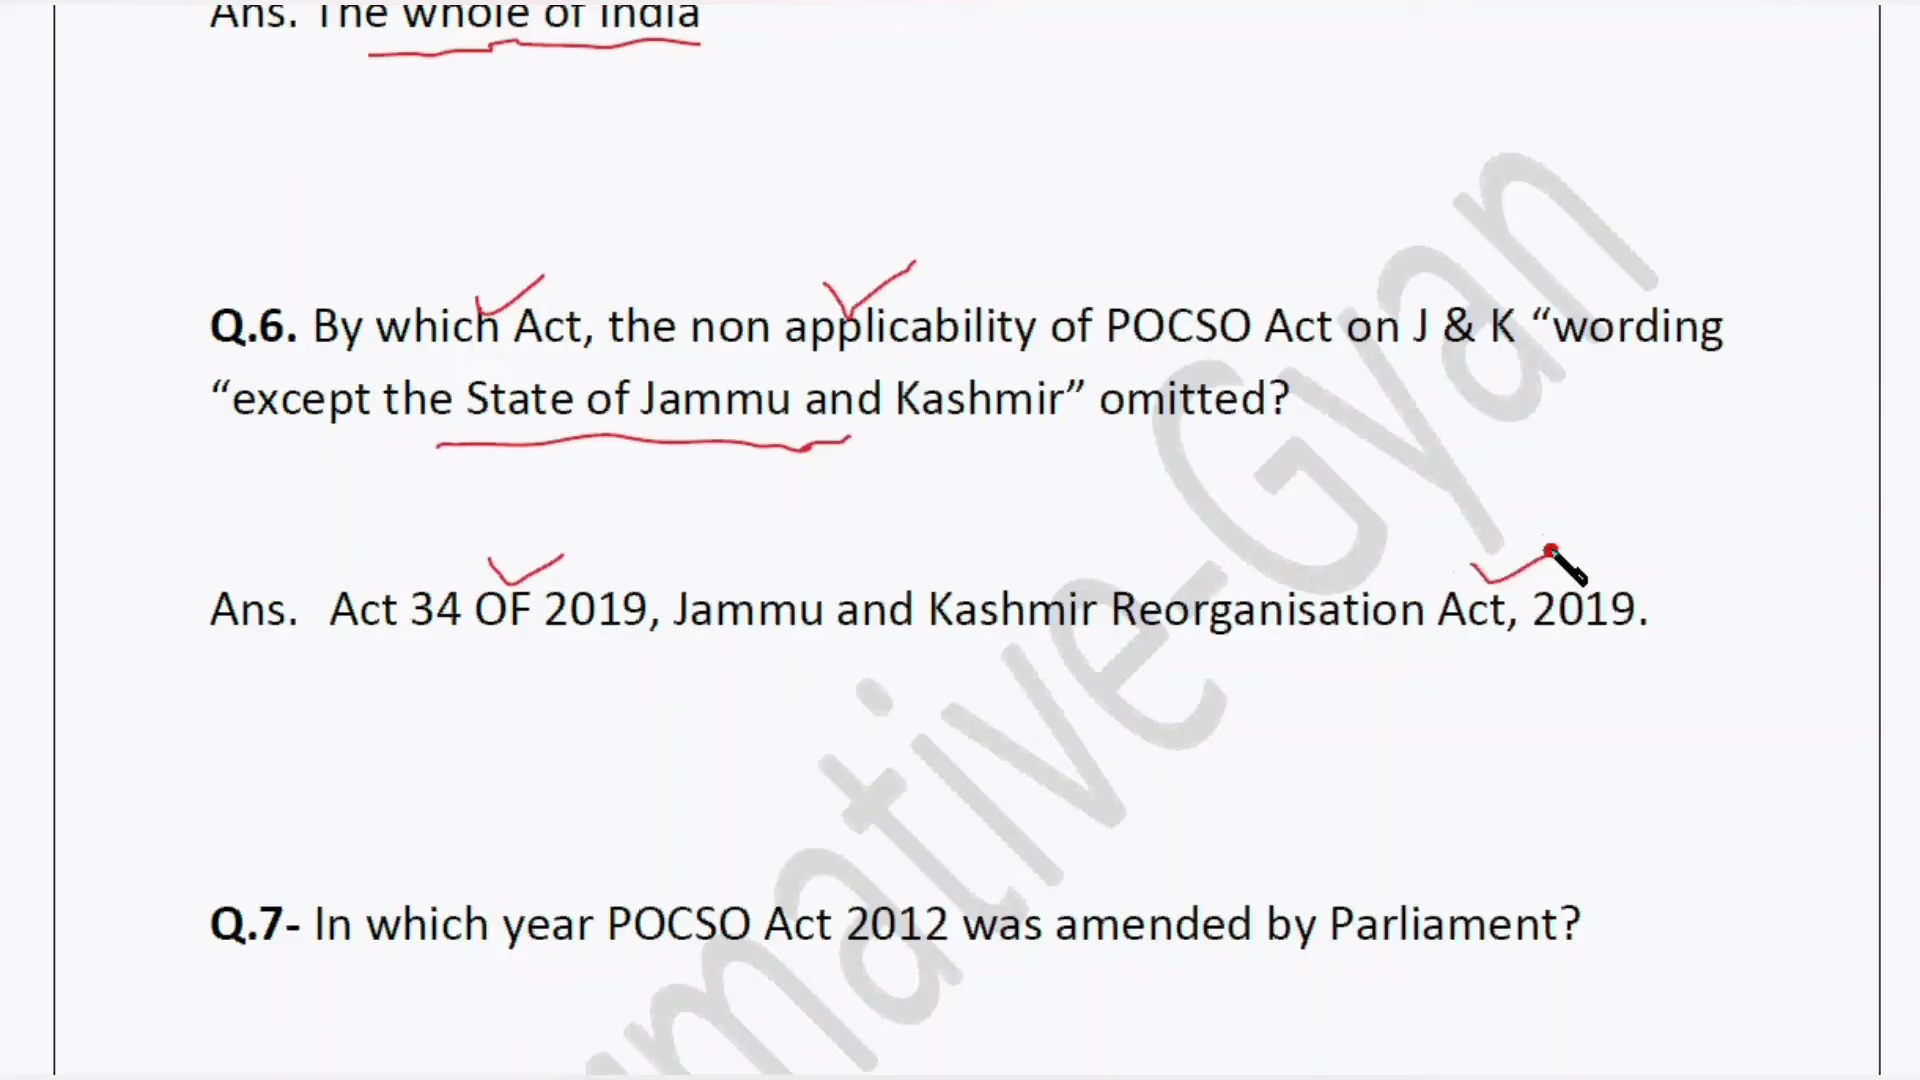 Ans. The whole of India
Q.6. By which Act, the non applicability of POCSO Act on J & K “wording
“except the State of Jammu and Kashmir” omitted?
Ans. Act 34 OF 2019, Jammu and Kashmir Reorganisation Act, 2019.
Q.7- In which year POCSO Act 2012 was amended by Parliament?
mative-Gyan